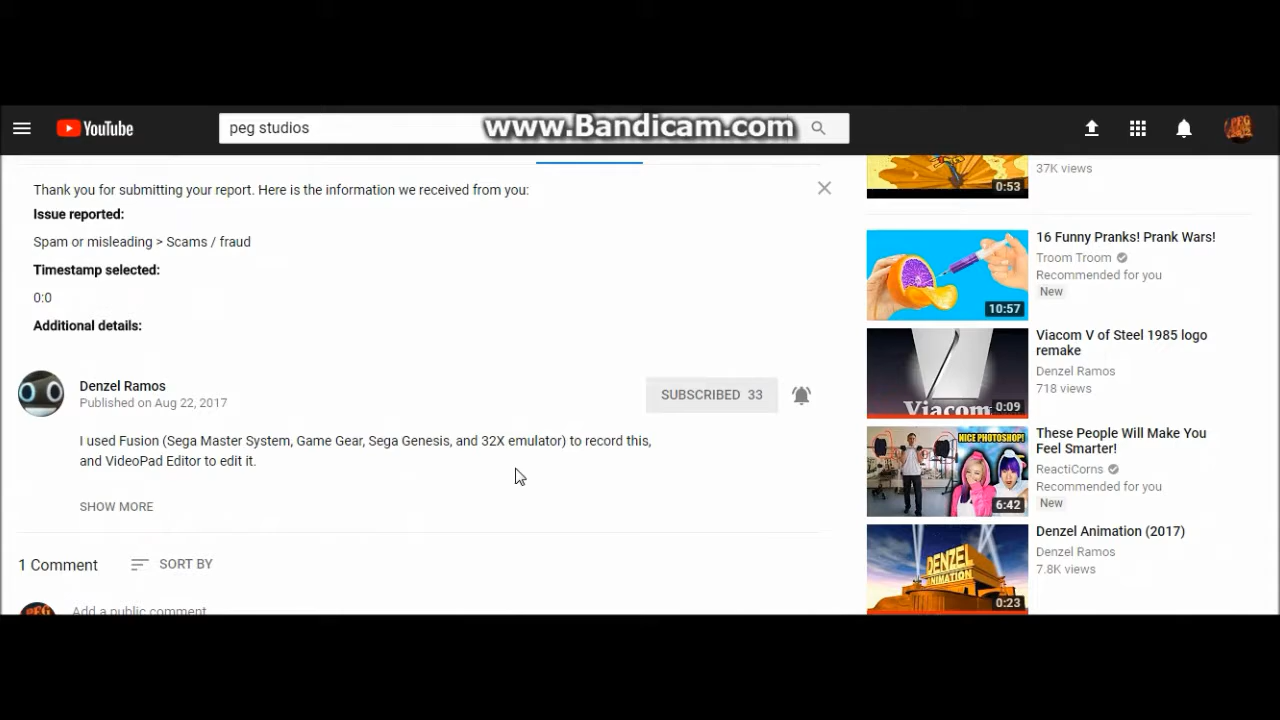 www.Bandicam.com
YouTube
peg studios
Thank you for submitting your report. Here is the information we received from you:
Issue reported:
Spam or misleading > Scams / fraud
Timestamp selected:
0:0
Additional details:
Denzel Ramos
Published on Aug 22, 2017
SUBSCRIBED 33
I used Fusion (Sega Master System, Game Gear, Sega Genesis, and 32X emulator) to record this,
and VideoPad Editor to edit it.
SHOW MORE
1 Comment
SORT BY
PEG
Add a public comment
0:53
37K views
10:57
16 Funny Pranks! Prank Wars!
Troom Troom
Recommended for you
New
Viacom
0:09
Viacom V of Steel 1985 logo
remake
Denzel Ramos
718 views
NICE PHOTOSHOP!
6:42
These People Will Make You
Feel Smarter!
ReactiCorns
Recommended for you
New
DENZEL
ANIMATION
0:23
Denzel Animation (2017)
Denzel Ramos
7.8K views